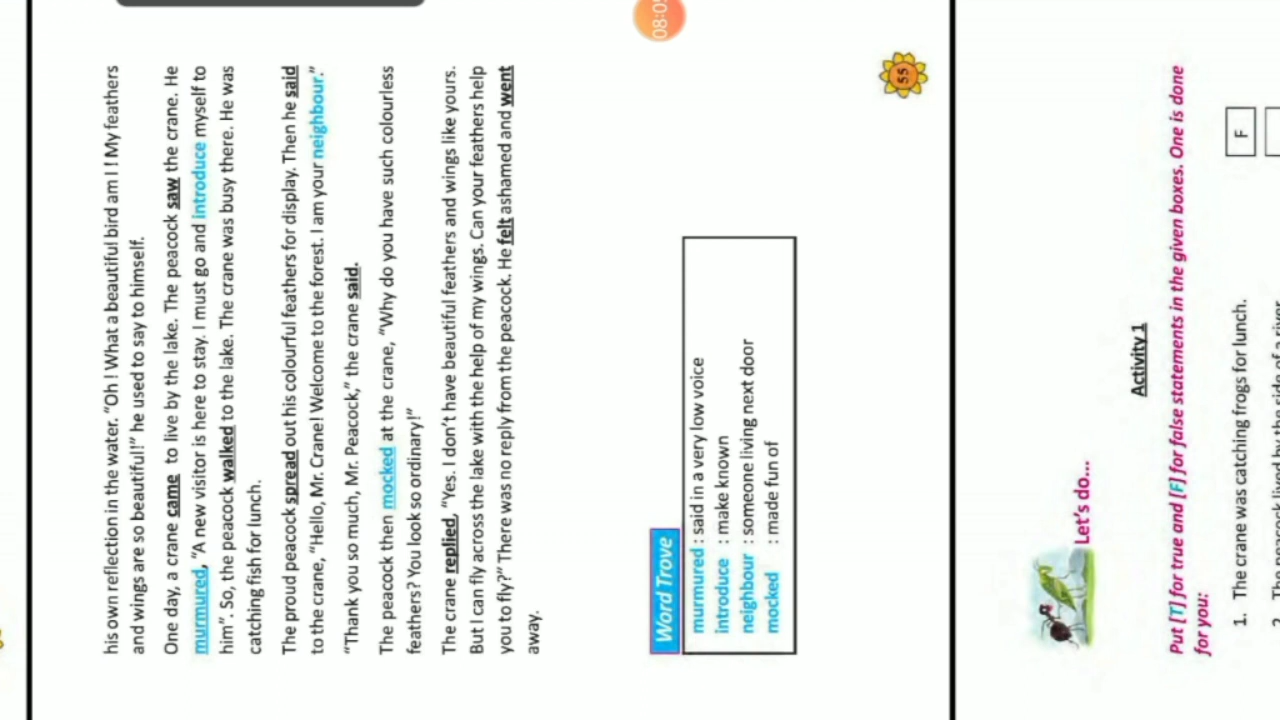 his own reflection in the water. "Oh ! What a beautiful bird am I ! My feathers
and wings are so beautiful!" he used to say to himself.
One day, a crane came to live by the lake. The peacock saw the crane. He
murmured, "A new visitor is here to stay. I must go and introduce myself to
him". So, the peacock walked to the lake. The crane was busy there. He was
catching fish for lunch.
The proud peacock spread out his colourful feathers for display. Then he said
to the crane, "Hello, Mr. Crane! Welcome to the forest. I am your neighbour."
"Thank you so much, Mr. Peacock," the crane said.
The peacock then mocked at the crane, "Why do you have such colourless
feathers? You look so ordinary!"
The crane replied, "Yes. I don't have beautiful feathers and wings like yours.
But I can fly across the lake with the help of my wings. Can your feathers help
you to fly?" There was no reply from the peacock. He felt ashamed and went
away.
Word Trove
murmured : said in a very low voice
introduce : make known
neighbour : someone living next door
mocked : made fun of
55
Let's do...
Activity 1
Put [T] for true and [F] for false statements in the given boxes. One is done
for you:
1. The crane was catching frogs for lunch. F
2. The peacock lived by the side of a river